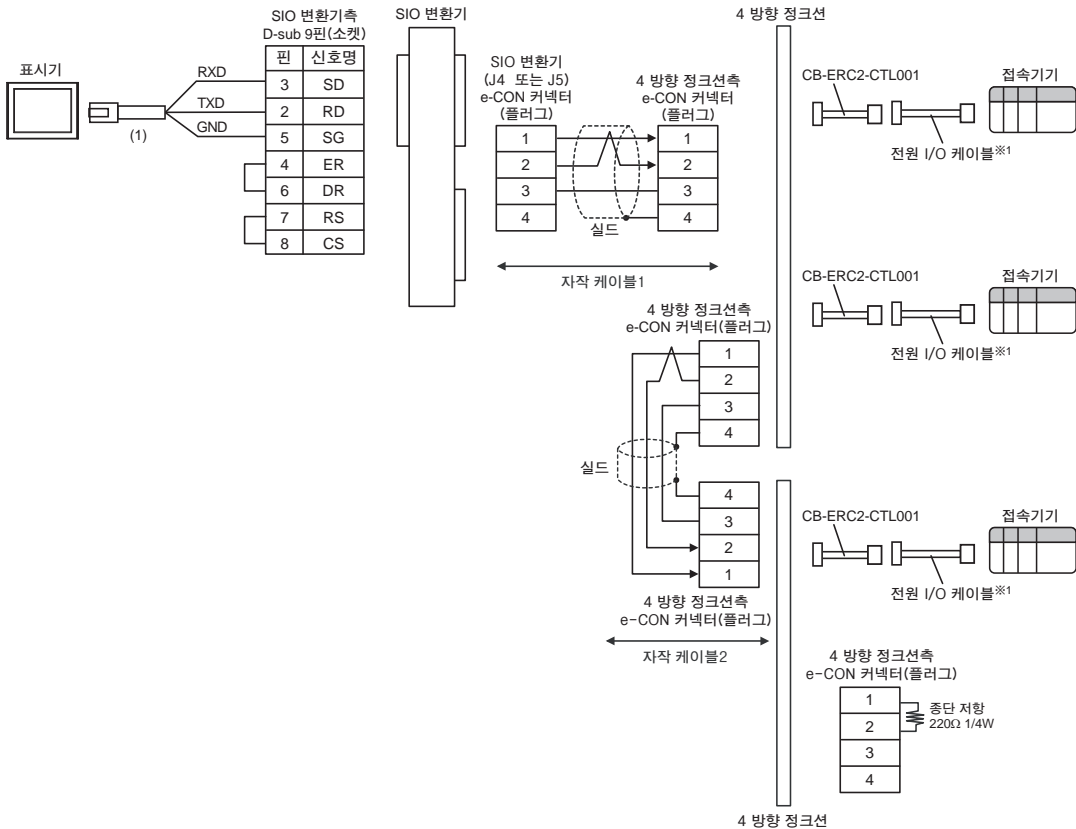 SIO 변환기측
D-sub 9핀(소켓)
SIO 변환기
4 방향 정크션
표시기
RXD
TXD
GND
(1)
핀 신호명
3 SD
2 RD
5 SG
4 ER
6 DR
7 RS
8 CS
SIO 변환기
(J4 또는 J5)
e-CON 커넥터
(플러그)
1
2
3
4
4 방향 정크션측
e-CON 커넥터
(플러그)
1
2
3
4
실드
자작 케이블1
CB-ERC2-CTL001
접속기기
전원 I/O 케이블※1
CB-ERC2-CTL001
접속기기
전원 I/O 케이블※1
4 방향 정크션측
e-CON 커넥터(플러그)
1
2
3
4
실드
4
3
2
1
4 방향 정크션측
e-CON 커넥터(플러그)
자작 케이블2
CB-ERC2-CTL001
접속기기
전원 I/O 케이블※1
4 방향 정크션측
e-CON 커넥터(플러그)
1
2
3
4
종단 저항
220Ω 1/4W
4 방향 정크션